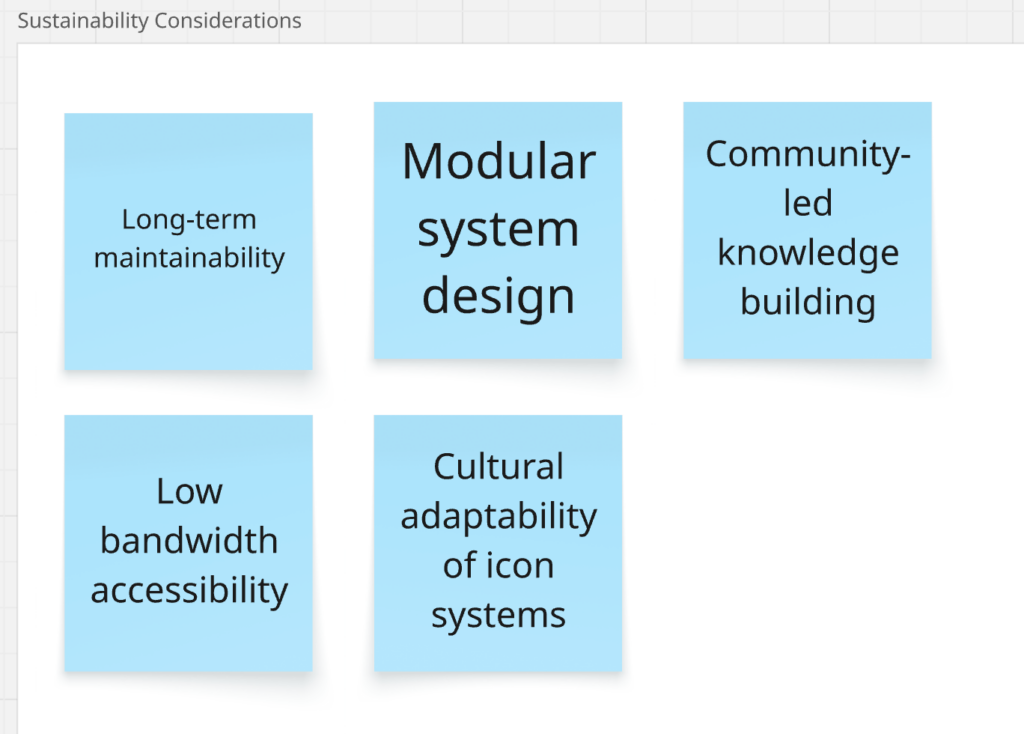 Sustainability Considerations
Long-term
maintainability
Modular
system
design
Community-
led
knowledge
building
Low
bandwidth
accessibility
Cultural
adaptability
of icon
systems